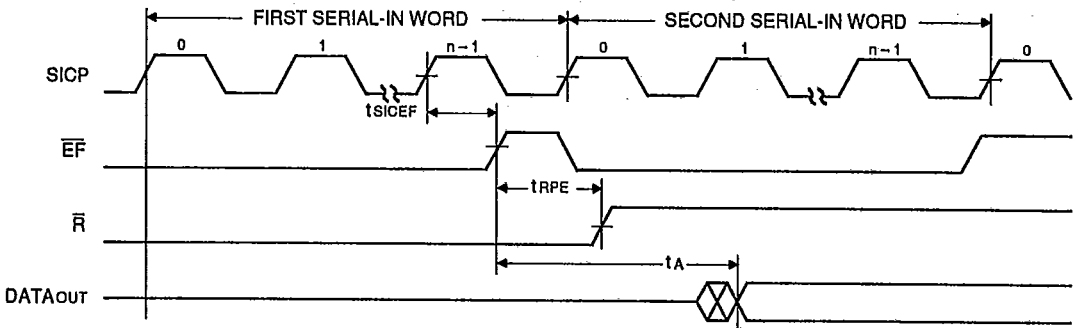 FIRST SERIAL-IN WORD SECOND SERIAL-IN WORD
0 1 n-1 0 1 n-1 0
SICP
tSICEF
EF
tRPE
R
tA
DATAOUT